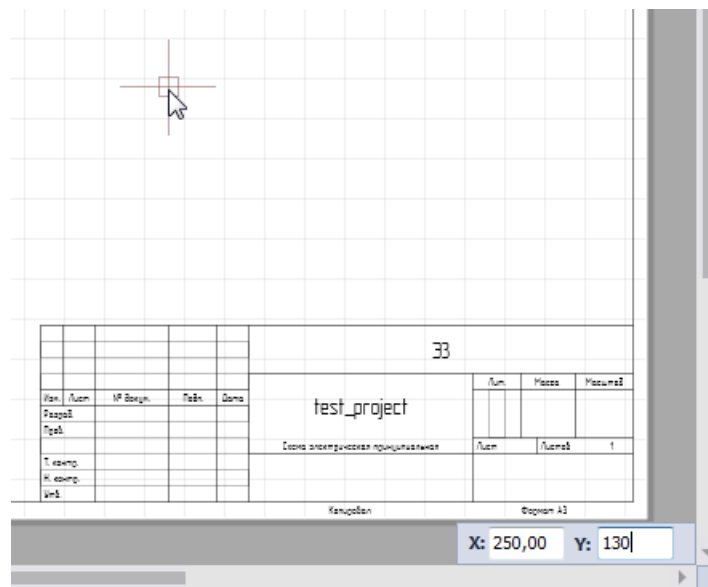 Э3
Лит. Масса Масштаб
Изм. Лист № докум. Подп. Дата
test_project
Разраб.
Пров.
Схема электрическая принципиальная
Лист Листов 1
Т. контр.
Н. контр.
Утв.
Копировал Формат А3
X: 250,00 Y: 130